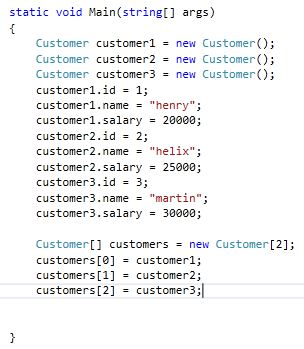 static void Main(string[] args)
{
Customer customer1 = new Customer();
Customer customer2 = new Customer();
Customer customer3 = new Customer();
customer1.id = 1;
customer1.name = "henry";
customer1.salary = 20000;
customer2.id = 2;
customer2.name = "helix";
customer2.salary = 25000;
customer3.id = 3;
customer3.name = "martin";
customer3.salary = 30000;
Customer[] customers = new Customer[2];
customers[0] = customer1;
customers[1] = customer2;
customers[2] = customer3;
}